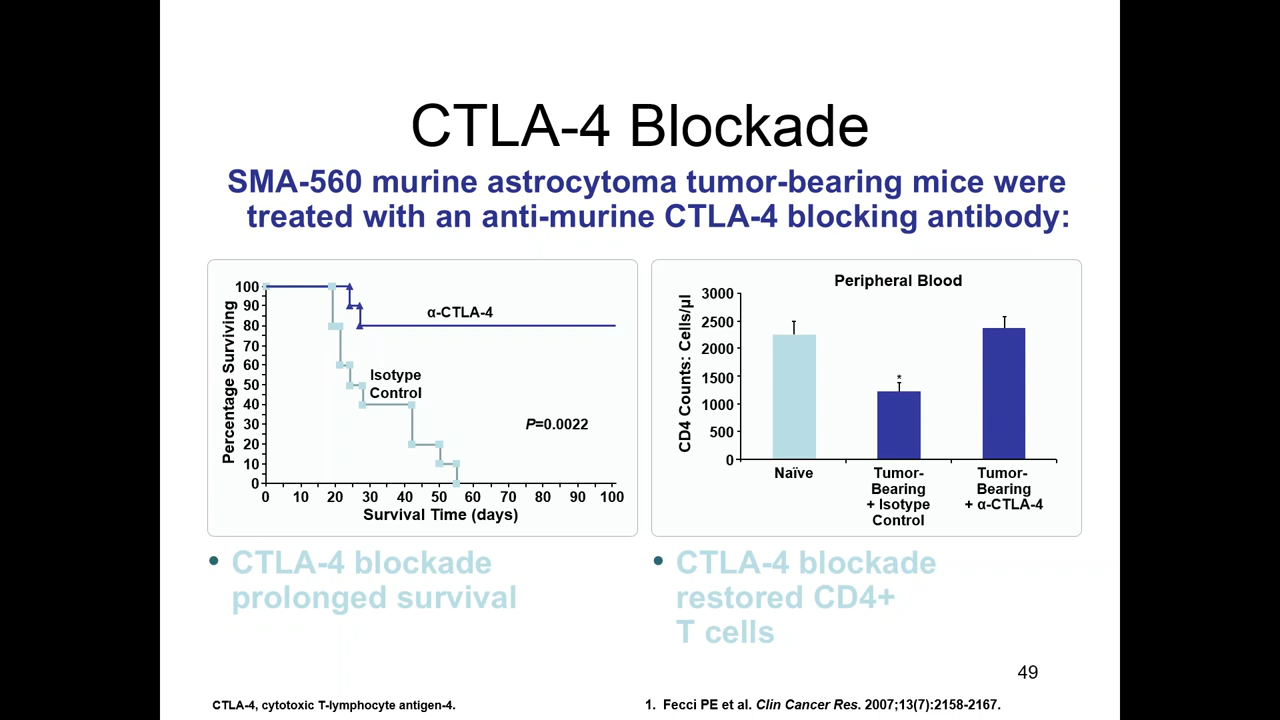 CTLA-4 Blockade
SMA-560 murine astrocytoma tumor-bearing mice were
treated with an anti-murine CTLA-4 blocking antibody:
Percentage Surviving
100
90
80
70
60
50
40
30
20
10
0
α-CTLA-4
Isotype
Control
P=0.0022
0 10 20 30 40 50 60 70 80 90 100
Survival Time (days)
Peripheral Blood
CD4 Counts: Cells/µl
3000
2500
2000
1500
1000
500
0
*
Naïve
Tumor-
Bearing
+ Isotype
Control
Tumor-
Bearing
+ α-CTLA-4
• CTLA-4 blockade
prolonged survival
• CTLA-4 blockade
restored CD4+
T cells
49
CTLA-4, cytotoxic T-lymphocyte antigen-4.
1. Fecci PE et al. Clin Cancer Res. 2007;13(7):2158-2167.